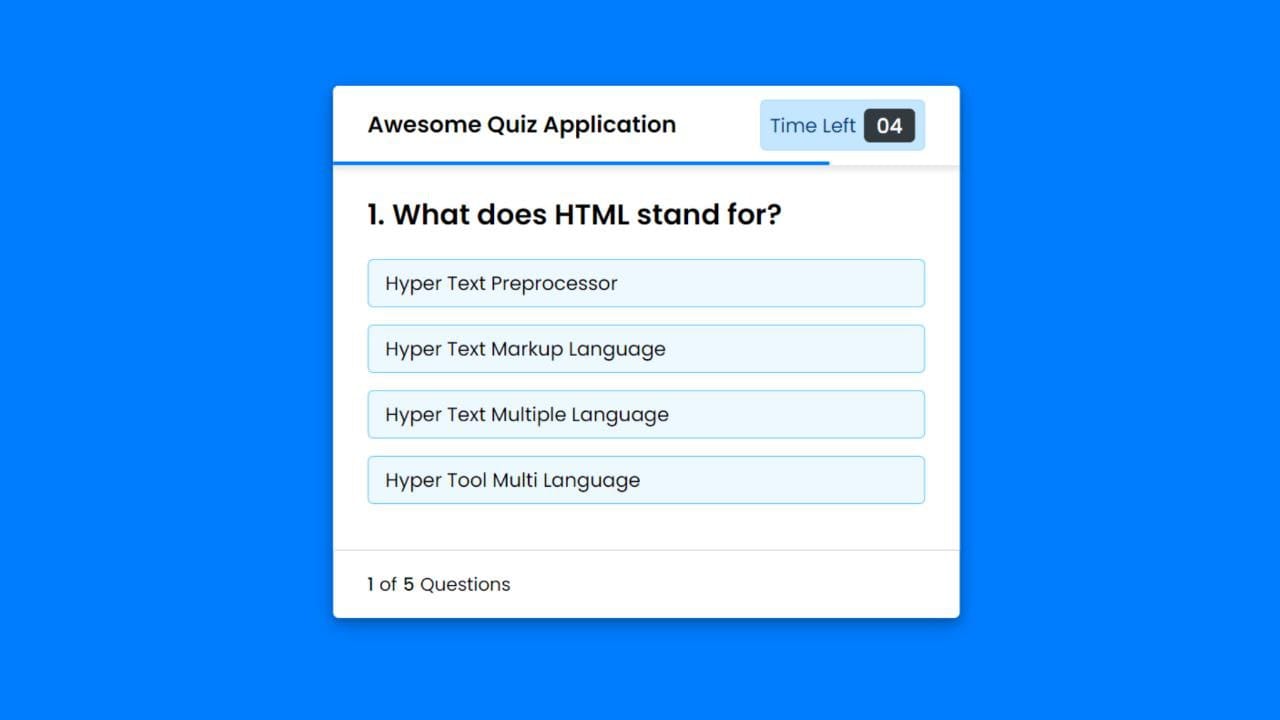 Awesome Quiz Application
Time Left 04
1. What does HTML stand for?
Hyper Text Preprocessor
Hyper Text Markup Language
Hyper Text Multiple Language
Hyper Tool Multi Language
1 of 5 Questions